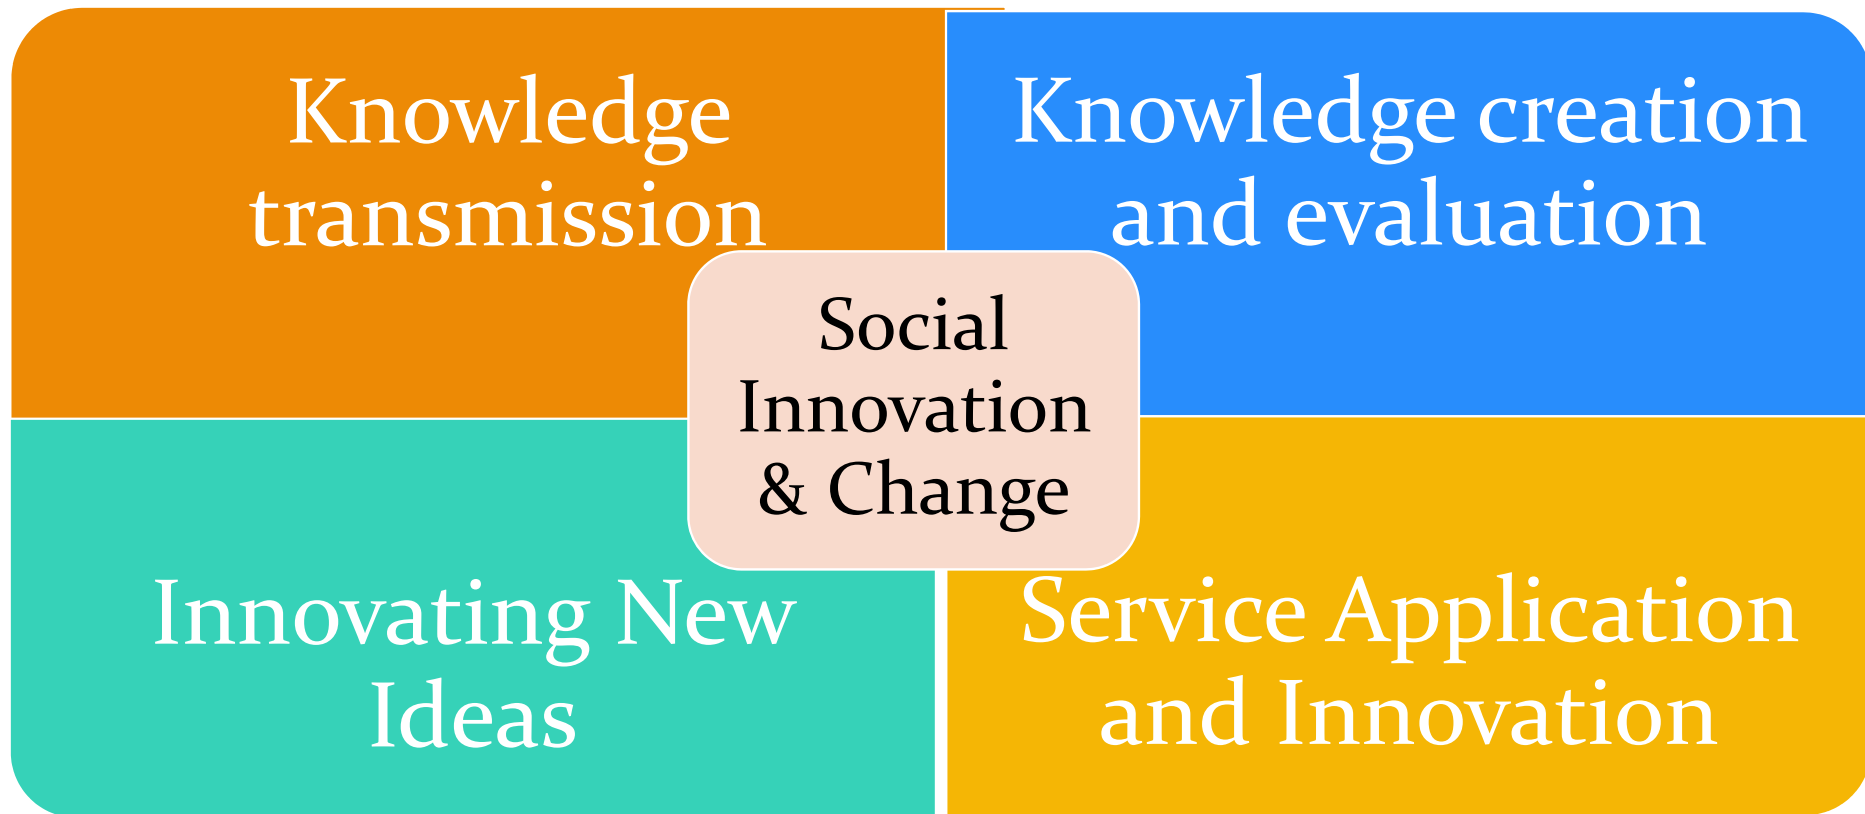 Knowledge
transmission
Knowledge creation
and evaluation
Social
Innovation
& Change
Innovating New
Ideas
Service Application
and Innovation